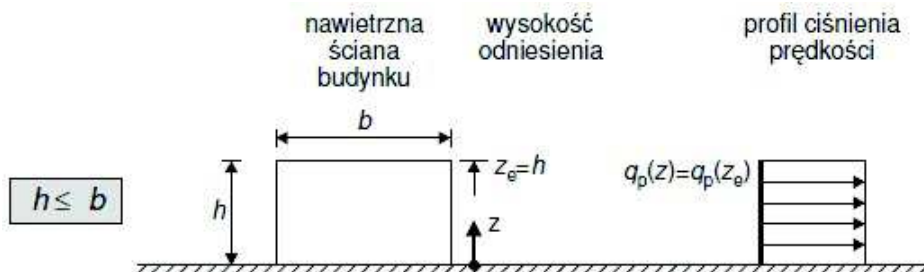 nawietrzna
ściana
budynku
wysokość
odniesienia
profil ciśnienia
prędkości
b
h ≤ b
h
z_e=h
z
q_p(z)=q_p(z_e)